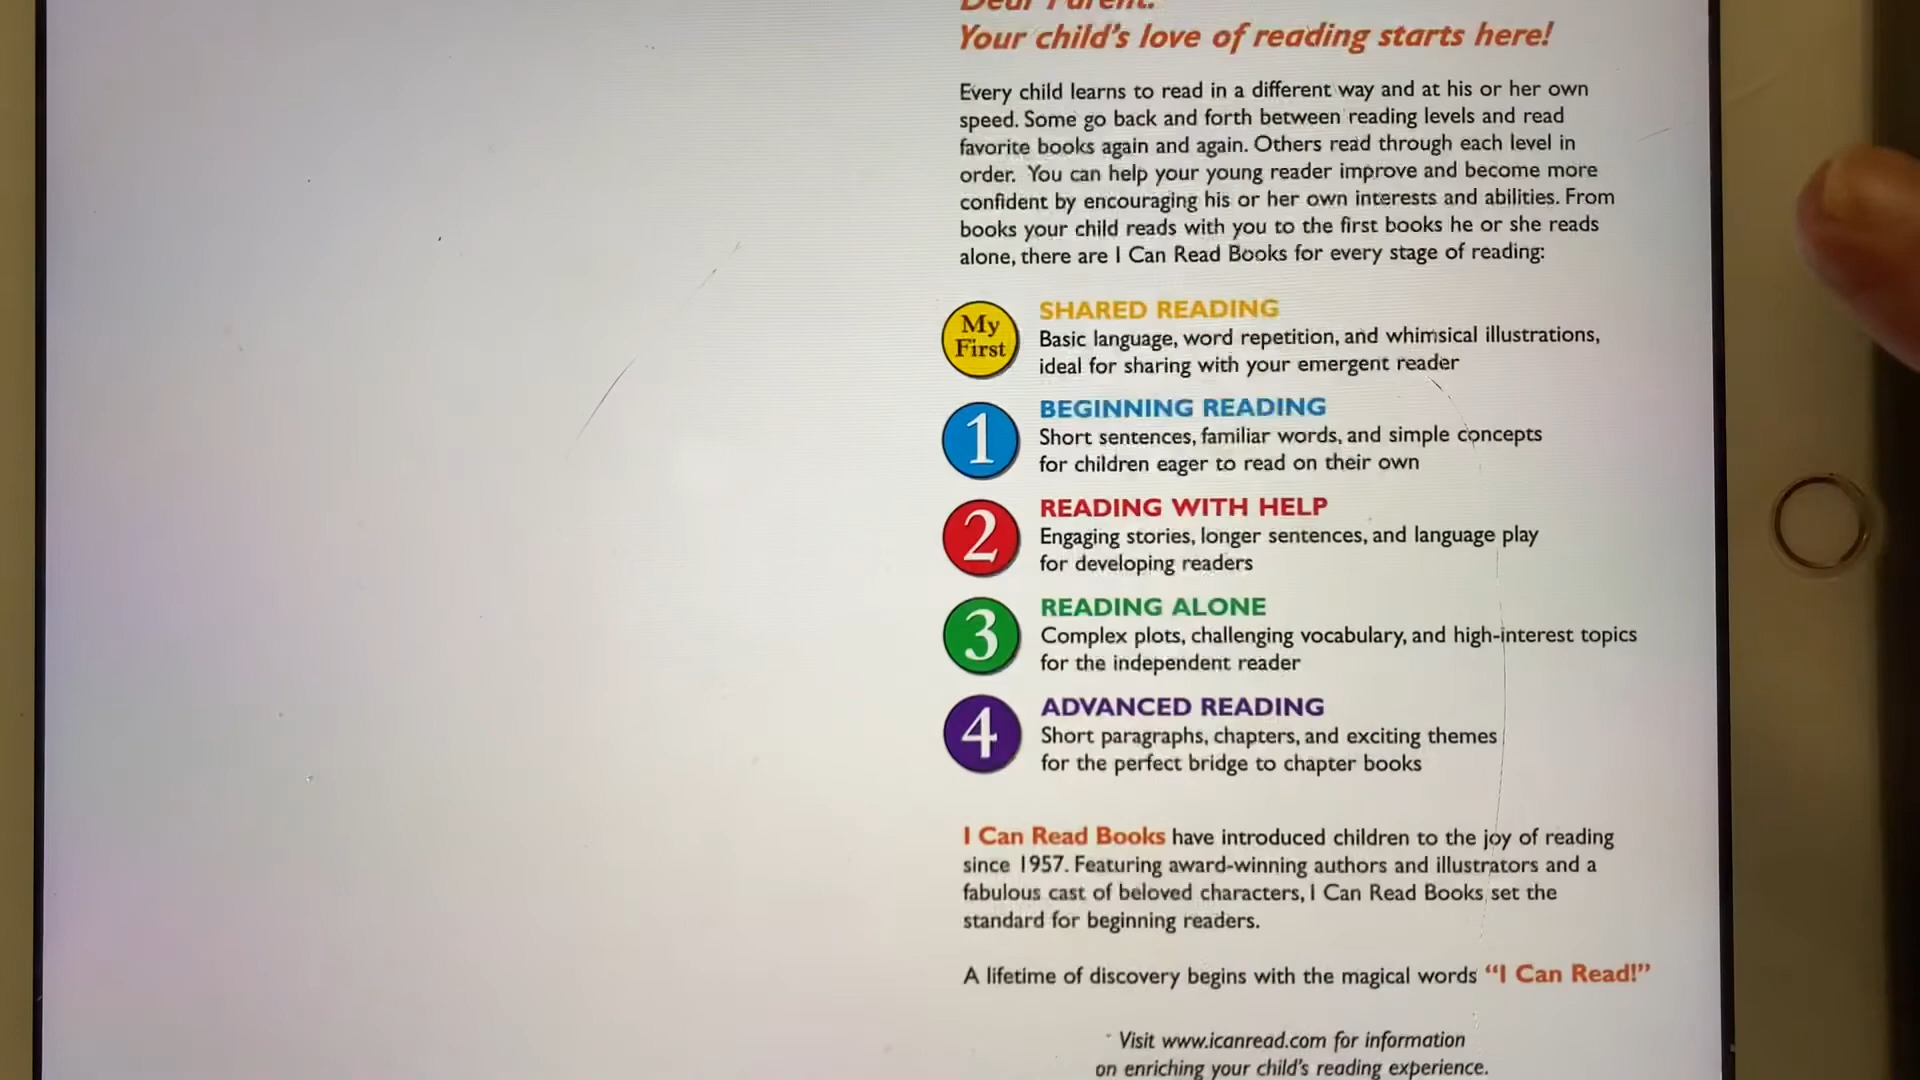 Dear Parent:
Your child's love of reading starts here!
Every child learns to read in a different way and at his or her own
speed. Some go back and forth between reading levels and read
favorite books again and again. Others read through each level in
order. You can help your young reader improve and become more
confident by encouraging his or her own interests and abilities. From
books your child reads with you to the first books he or she reads
alone, there are I Can Read Books for every stage of reading:
My
First
SHARED READING
Basic language, word repetition, and whimsical illustrations,
ideal for sharing with your emergent reader
1
BEGINNING READING
Short sentences, familiar words, and simple concepts
for children eager to read on their own
2
READING WITH HELP
Engaging stories, longer sentences, and language play
for developing readers
3
READING ALONE
Complex plots, challenging vocabulary, and high-interest topics
for the independent reader
4
ADVANCED READING
Short paragraphs, chapters, and exciting themes
for the perfect bridge to chapter books
I Can Read Books have introduced children to the joy of reading
since 1957. Featuring award-winning authors and illustrators and a
fabulous cast of beloved characters, I Can Read Books set the
standard for beginning readers.
A lifetime of discovery begins with the magical words "I Can Read!"
Visit www.icanread.com for information
on enriching your child's reading experience.